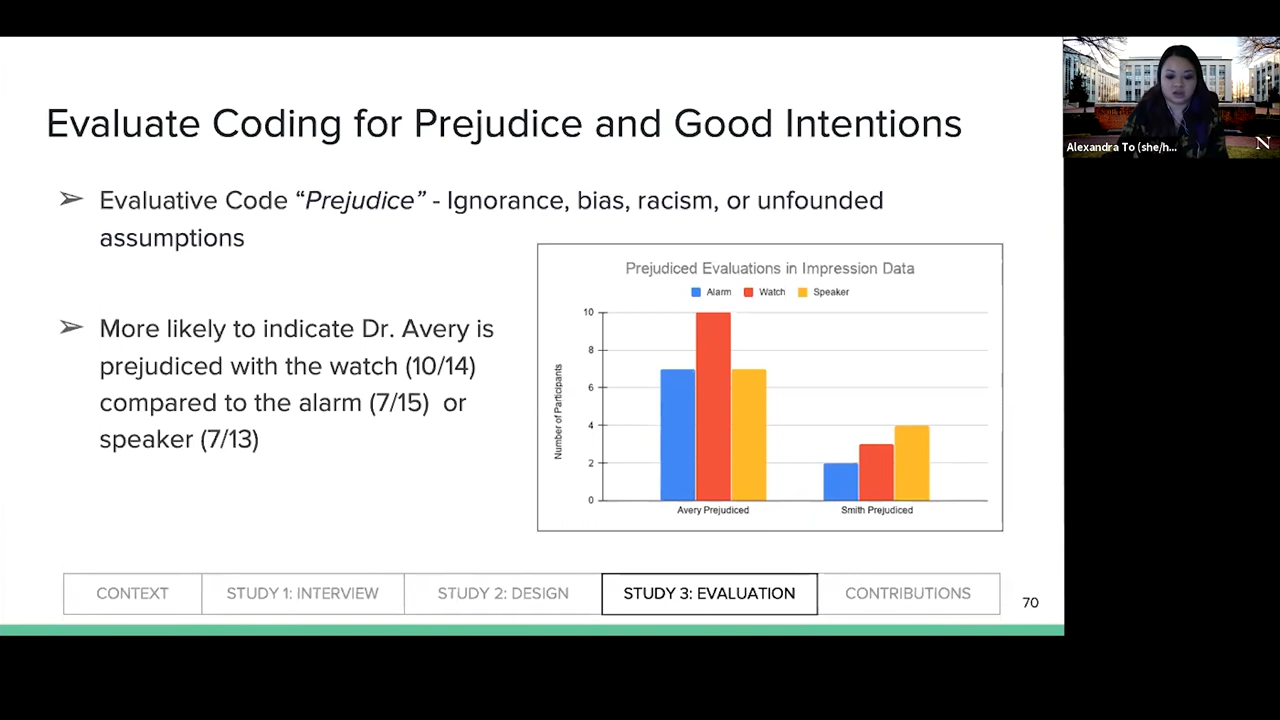 Evaluate Coding for Prejudice and Good Intentions
➢ Evaluative Code “Prejudice” - Ignorance, bias, racism, or unfounded
assumptions
➢ More likely to indicate Dr. Avery is
prejudiced with the watch (10/14)
compared to the alarm (7/15) or
speaker (7/13)
Prejudiced Evaluations in Impression Data
Alarm Watch Speaker
Number of Participants
10
8
6
4
2
0
Avery Prejudiced Smith Prejudiced
CONTEXT STUDY 1: INTERVIEW STUDY 2: DESIGN STUDY 3: EVALUATION CONTRIBUTIONS
70
Alexandra To (she/h...
N